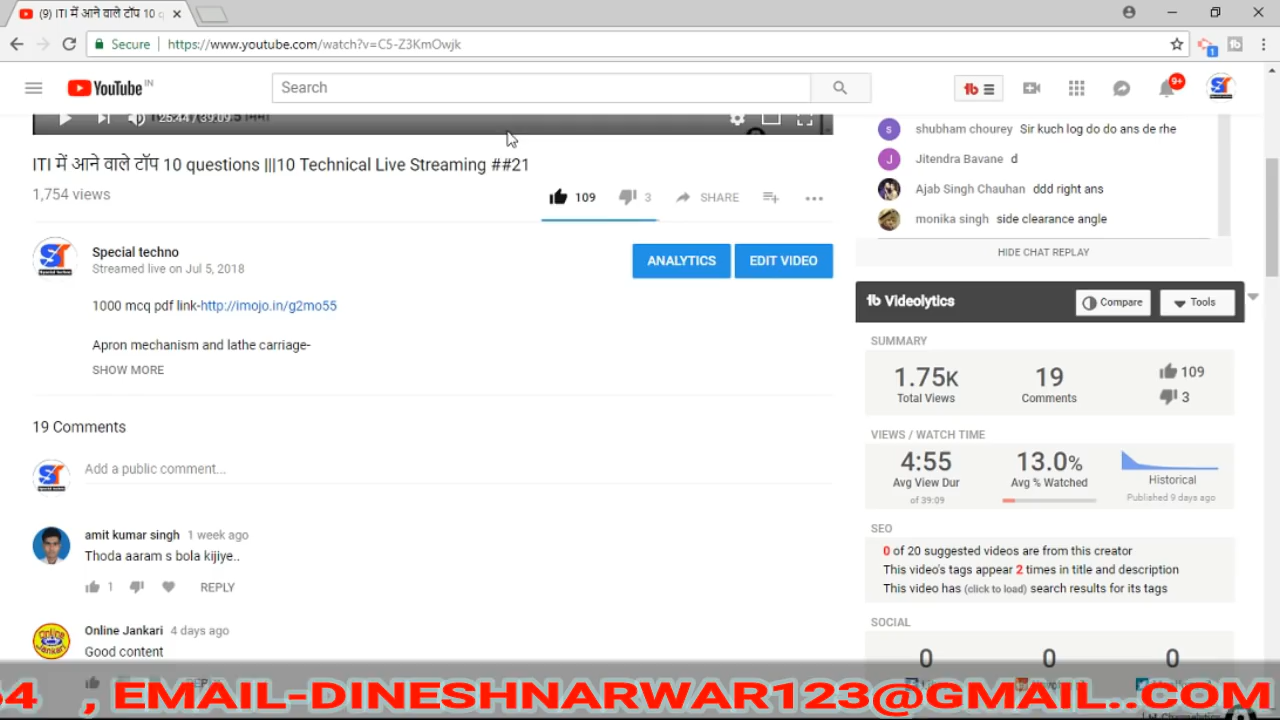 (9) ITI में आने वाले टॉप 10 q
Secure
https://www.youtube.com/watch?v=C5-Z3KmOwjk
1
YouTube IN
Search
9+
25:44 / 39:09
ITI में आने वाले टॉप 10 questions |||10 Technical Live Streaming ##21
1,754 views
109
3
SHARE
Special techno
Streamed live on Jul 5, 2018
ANALYTICS
EDIT VIDEO
1000 mcq pdf link-http://imojo.in/g2mo55
Apron mechanism and lathe carriage-
SHOW MORE
19 Comments
Add a public comment...
amit kumar singh 1 week ago
Thoda aaram s bola kijiye..
1
REPLY
Online Jankari 4 days ago
Good content
shubham chourey Sir kuch log do do ans de rhe
Jitendra Bavane d
Ajab Singh Chauhan ddd right ans
monika singh side clearance angle
HIDE CHAT REPLAY
Videolytics
Compare
Tools
SUMMARY
1.75K
Total Views
19
Comments
109
3
VIEWS / WATCH TIME
4:55
Avg View Dur
of 39:09
13.0%
Avg % Watched
Historical
Published 9 days ago
SEO
0 of 20 suggested videos are from this creator
This video's tags appear 2 times in title and description
This video has (click to load) search results for its tags
SOCIAL
0
0
0
, EMAIL-DINESHNARWAR123@GMAIL..COM